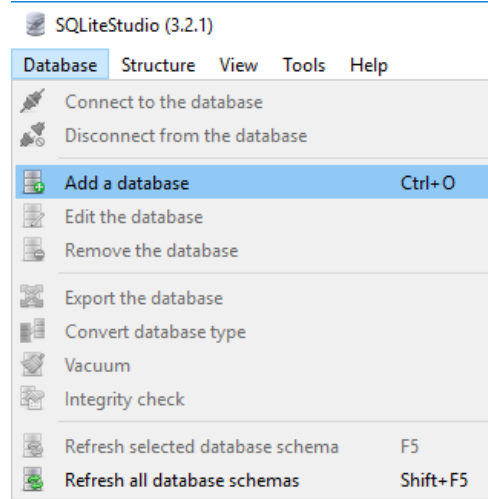 SQLiteStudio (3.2.1)
Database Structure View Tools Help
Connect to the database
Disconnect from the database
Add a database Ctrl+O
Edit the database
Remove the database
Export the database
Convert database type
Vacuum
Integrity check
Refresh selected database schema F5
Refresh all database schemas Shift+F5